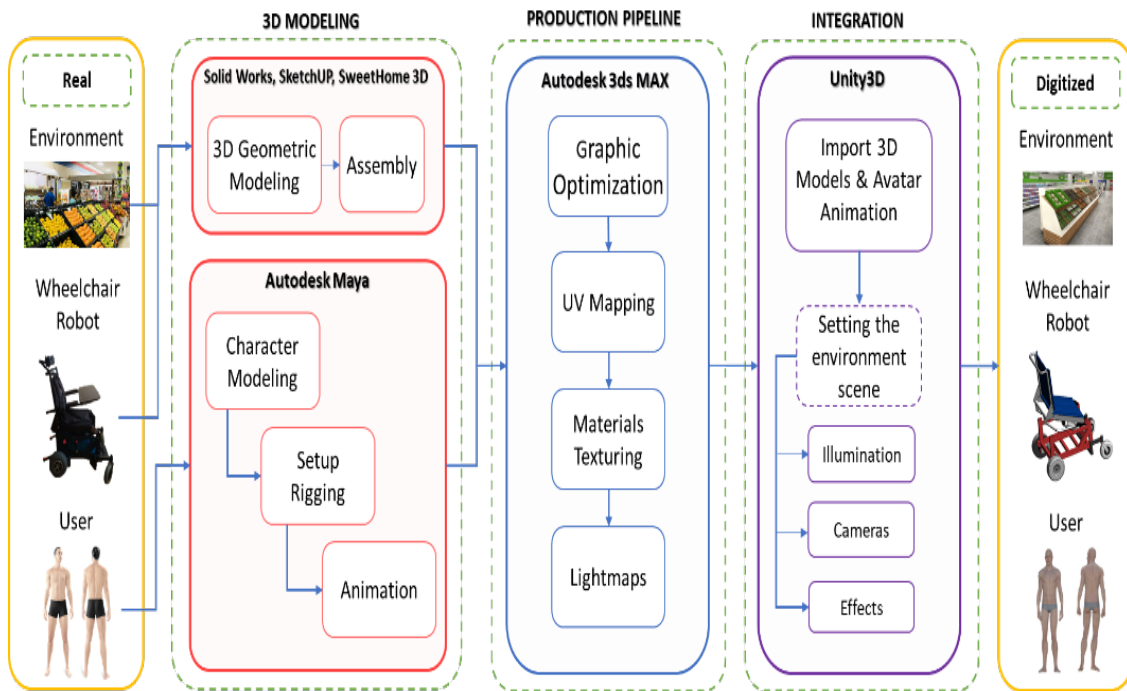 3D MODELING
PRODUCTION PIPELINE
INTEGRATION
Real
Environment
Wheelchair
Robot
User
Solid Works, SketchUP, SweetHome 3D
3D Geometric
Modeling
Assembly
Autodesk Maya
Character
Modeling
Setup
Rigging
Animation
Autodesk 3ds MAX
Graphic
Optimization
UV Mapping
Materials
Texturing
Lightmaps
Unity3D
Import 3D
Models & Avatar
Animation
Setting the
environment
scene
Illumination
Cameras
Effects
Digitized
Environment
Wheelchair
Robot
User